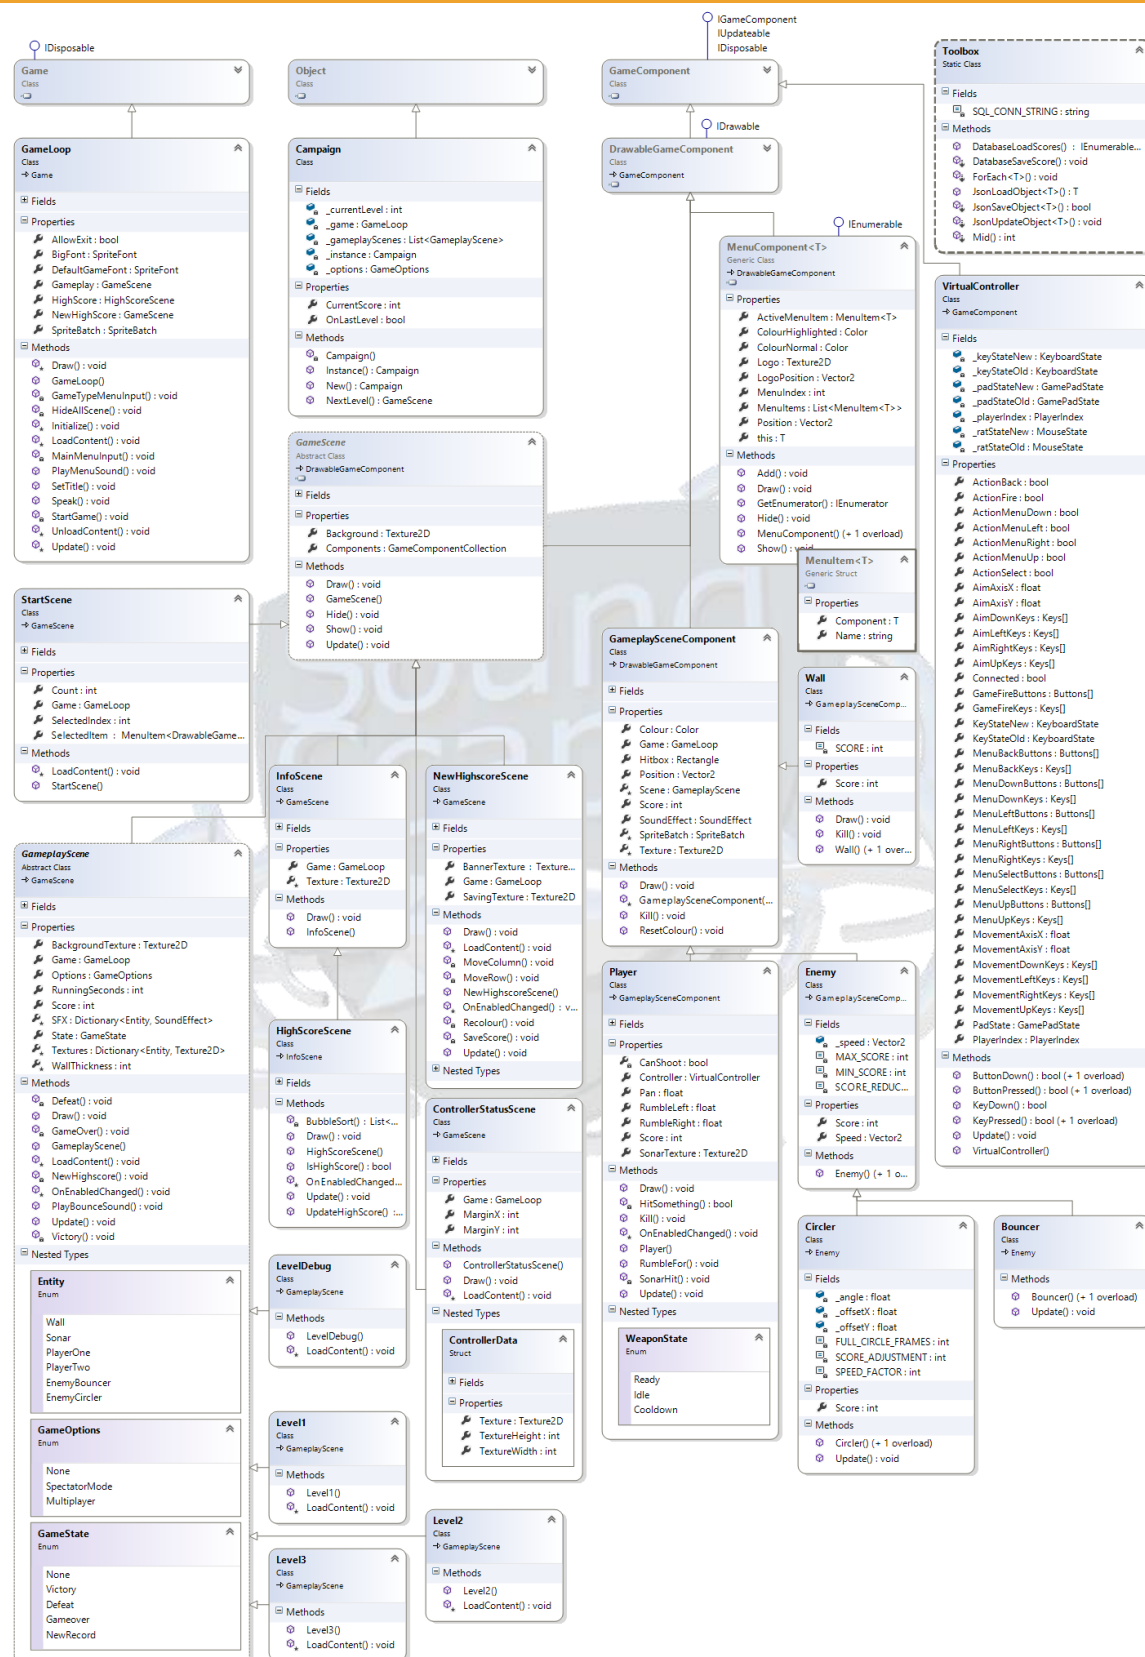 IDisposable
Game
Class
GameLoop
Class
Game
Fields
Properties
AllowExit : bool
BigFont : SpriteFont
DefaultGameFont : SpriteFont
Gameplay : GameScene
HighScore : HighScoreScene
NewHighScore : GameScene
SpriteBatch : SpriteBatch
Methods
Draw() : void
GameLoop()
GameTypeMenuInput() : void
HideAllScene() : void
Initialize() : void
LoadContent() : void
MainMenuInput() : void
PlayMenuSound() : void
SetTitle() : void
Speak() : void
StartGame() : void
UnloadContent() : void
Update() : void
StartScene
Class
GameScene
Fields
Properties
Count : int
Game : GameLoop
SelectedIndex : int
SelectedItem : MenuItem<DrawableGame...
Methods
LoadContent() : void
StartScene()
GameplayScene
Abstract Class
GameScene
Fields
Properties
BackgroundTexture : Texture2D
Game : GameLoop
Options : GameOptions
RunningSeconds : int
Score : int
SFX : Dictionary<Entity, SoundEffect>
State : GameState
Textures : Dictionary<Entity, Texture2D>
WallThickness : int
Methods
Defeat() : void
Draw() : void
GameOver() : void
GameplayScene()
LoadContent() : void
NewHighscore() : void
OnEnabledChanged() : void
PlayBounceSound() : void
Update() : void
Victory() : void
Nested Types
Entity
Enum
Wall
Sonar
PlayerOne
PlayerTwo
EnemyBouncer
EnemyCircler
GameOptions
Enum
None
SpectatorMode
Multiplayer
GameState
Enum
None
Victory
Defeat
Gameover
NewRecord
Object
Class
Campaign
Class
Fields
_currentLevel : int
_game : GameLoop
_gameplayScenes : List<GameplayScene>
_instance : Campaign
_options : GameOptions
Properties
CurrentScore : int
OnLastLevel : bool
Methods
Campaign()
Instance() : Campaign
New() : Campaign
NextLevel() : GameScene
GameScene
Abstract Class
DrawableGameComponent
Fields
Properties
Background : Texture2D
Components : GameComponentCollection
Methods
Draw() : void
GameScene()
Hide() : void
Show() : void
Update() : void
InfoScene
Class
GameScene
Fields
Properties
Game : GameLoop
Texture : Texture2D
Methods
Draw() : void
InfoScene()
HighScoreScene
Class
InfoScene
Fields
Methods
BubbleSort() : List<...
Draw() : void
HighScoreScene()
IsHighScore() : bool
OnEnabledChanged...
Update() : void
UpdateHighScore() :...
LevelDebug
Class
GameplayScene
Methods
LevelDebug()
LoadContent() : void
Level1
Class
GameplayScene
Methods
Level1()
LoadContent() : void
Level3
Class
GameplayScene
Methods
Level3()
LoadContent() : void
NewHighscoreScene
Class
GameScene
Fields
Properties
BannerTexture : Texture...
Game : GameLoop
SavingTexture : Texture2D
Methods
Draw() : void
LoadContent() : void
MoveColumn() : void
MoveRow() : void
NewHighscoreScene()
OnEnabledChanged() : v...
Recolour() : void
SaveScore() : void
Update() : void
Nested Types
ControllerStatusScene
Class
GameScene
Fields
Properties
Game : GameLoop
MarginX : int
MarginY : int
Methods
ControllerStatusScene()
Draw() : void
LoadContent() : void
Nested Types
ControllerData
Struct
Fields
Properties
Texture : Texture2D
TextureHeight : int
TextureWidth : int
Level2
Class
GameplayScene
Methods
Level2()
LoadContent() : void
IGameComponent
IUpdateable
IDisposable
GameComponent
Class
IDrawable
DrawableGameComponent
Class
GameComponent
IEnumerable
MenuComponent<T>
Generic Class
DrawableGameComponent
Properties
ActiveMenuItem : MenuItem<T>
ColourHighlighted : Color
ColourNormal : Color
Logo : Texture2D
LogoPosition : Vector2
MenuIndex : int
MenuItems : List<MenuItem<T>>
Position : Vector2
this : T
Methods
Add() : void
Draw() : void
GetEnumerator() : IEnumerator
Hide() : void
MenuComponent() (+ 1 overload)
Show() : void
MenuItem<T>
Generic Struct
Properties
Component : T
Name : string
GameplaySceneComponent
Class
DrawableGameComponent
Fields
Properties
Colour : Color
Game : GameLoop
Hitbox : Rectangle
Position : Vector2
Scene : GameplayScene
Score : int
SoundEffect : SoundEffect
SpriteBatch : SpriteBatch
Texture : Texture2D
Methods
Draw() : void
GameplaySceneComponent(...
Kill() : void
ResetColour() : void
Wall
Class
GameplaySceneComp...
Fields
SCORE : int
Properties
Score : int
Methods
Draw() : void
Kill() : void
Wall() (+ 1 over...
Player
Class
GameplaySceneComponent
Fields
Properties
CanShoot : bool
Controller : VirtualController
Pan : float
RumbleLeft : float
RumbleRight : float
Score : int
SonarTexture : Texture2D
Methods
Draw() : void
HitSomething() : bool
Kill() : void
OnEnabledChanged() : void
Player()
RumbleFor() : void
SonarHit() : void
Update() : void
Nested Types
WeaponState
Enum
Ready
Idle
Cooldown
Enemy
Class
GameplaySceneComp...
Fields
_speed : Vector2
MAX_SCORE : int
MIN_SCORE : int
SCORE_REDUC...
Properties
Score : int
Speed : Vector2
Methods
Enemy() (+ 1 o...
Circler
Class
Enemy
Fields
_angle : float
_offsetX : float
_offsetY : float
FULL_CIRCLE_FRAMES : int
SCORE_ADJUSTMENT : int
SPEED_FACTOR : int
Properties
Score : int
Methods
Circler() (+ 1 overload)
Update() : void
Bouncer
Class
Enemy
Methods
Bouncer() (+ 1 overload)
Update() : void
Toolbox
Static Class
Fields
SQL_CONN_STRING : string
Methods
DatabaseLoadScores() : IEnumerable...
DatabaseSaveScore() : void
ForEach<T>() : void
JsonLoadObject<T>() : T
JsonSaveObject<T>() : bool
JsonUpdateObject<T>() : void
Mid() : int
VirtualController
Class
GameComponent
Fields
_keyStateNew : KeyboardState
_keyStateOld : KeyboardState
_padStateNew : GamePadState
_padStateOld : GamePadState
_playerIndex : PlayerIndex
_ratStateNew : MouseState
_ratStateOld : MouseState
Properties
ActionBack : bool
ActionFire : bool
ActionMenuDown : bool
ActionMenuLeft : bool
ActionMenuRight : bool
ActionMenuUp : bool
ActionSelect : bool
AimAxisX : float
AimAxisY : float
AimDownKeys : Keys[]
AimLeftKeys : Keys[]
AimRightKeys : Keys[]
AimUpKeys : Keys[]
Connected : bool
GameFireButtons : Buttons[]
GameFireKeys : Keys[]
KeyStateNew : KeyboardState
KeyStateOld : KeyboardState
MenuBackButtons : Buttons[]
MenuBackKeys : Keys[]
MenuDownButtons : Buttons[]
MenuDownKeys : Keys[]
MenuLeftButtons : Buttons[]
MenuLeftKeys : Keys[]
MenuRightButtons : Buttons[]
MenuRightKeys : Keys[]
MenuSelectButtons : Buttons[]
MenuSelectKeys : Keys[]
MenuUpButtons : Buttons[]
MenuUpKeys : Keys[]
MovementAxisX : float
MovementAxisY : float
MovementDownKeys : Keys[]
MovementLeftKeys : Keys[]
MovementRightKeys : Keys[]
MovementUpKeys : Keys[]
PadState : GamePadState
PlayerIndex : PlayerIndex
Methods
ButtonDown() : bool (+ 1 overload)
ButtonPressed() : bool (+ 1 overload)
KeyDown() : bool
KeyPressed() : bool (+ 1 overload)
Update() : void
VirtualController()